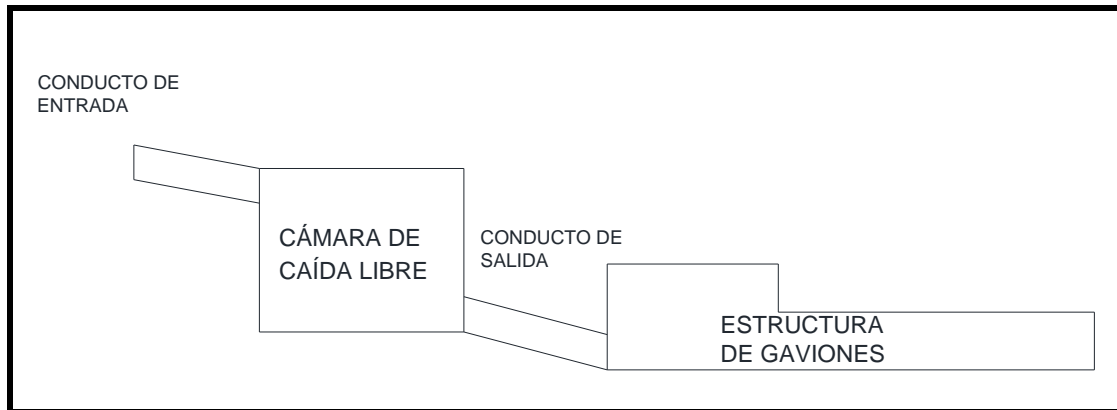 CONDUCTO DE
ENTRADA
CÁMARA DE
CAÍDA LIBRE
CONDUCTO DE
SALIDA
ESTRUCTURA
DE GAVIONES